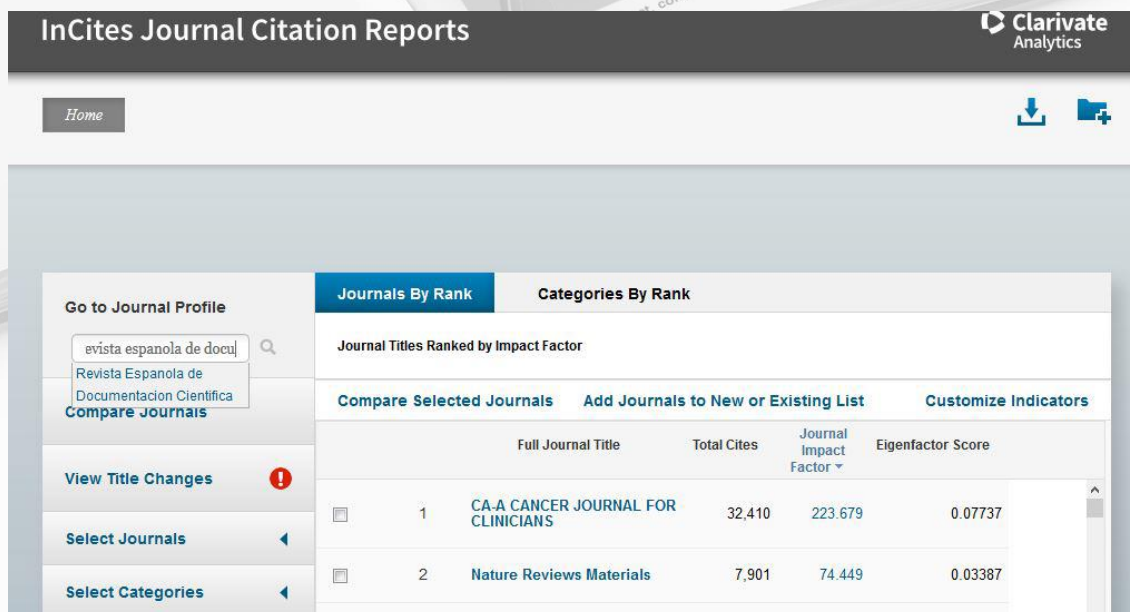 InCites Journal Citation Reports
Clarivate
Analytics
Home
Go to Journal Profile
evista espanola de docu
Revista Espanola de
Documentacion Cientifica
Compare Journals
View Title Changes
Select Journals
Select Categories
Journals By Rank Categories By Rank
Journal Titles Ranked by Impact Factor
Compare Selected Journals Add Journals to New or Existing List Customize Indicators
Full Journal Title Total Cites Journal Impact Factor Eigenfactor Score
1 CA-A CANCER JOURNAL FOR
CLINICIANS 32,410 223.679 0.07737
2 Nature Reviews Materials 7,901 74.449 0.03387